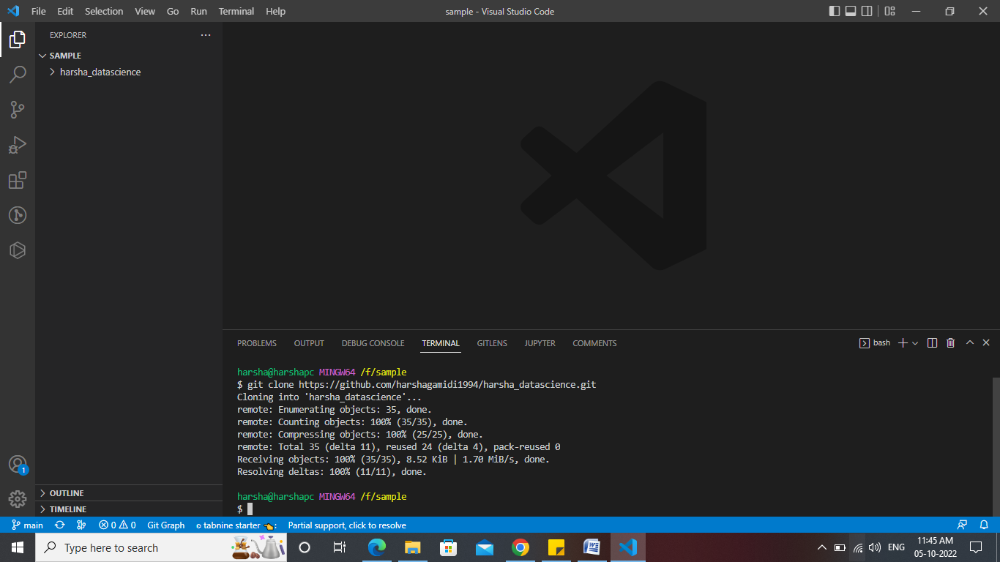 File Edit Selection View Go Run Terminal Help
sample - Visual Studio Code
EXPLORER
SAMPLE
harsha_datascience
PROBLEMS OUTPUT DEBUG CONSOLE TERMINAL GITLENS JUPYTER COMMENTS
bash
harsha@harshapc MINGW64 /f/sample
$ git clone https://github.com/harshagamidi1994/harsha_datascience.git
Cloning into 'harsha_datascience'...
remote: Enumerating objects: 35, done.
remote: Counting objects: 100% (35/35), done.
remote: Compressing objects: 100% (25/25), done.
remote: Total 35 (delta 11), reused 24 (delta 4), pack-reused 0
Receiving objects: 100% (35/35), 8.52 KiB | 1.70 MiB/s, done.
Resolving deltas: 100% (11/11), done.
harsha@harshapc MINGW64 /f/sample
$
1
OUTLINE
TIMELINE
main 0 0 Git Graph tabnine starter 👈: Partial support, click to resolve
Type here to search
W
ENG
11:45 AM
05-10-2022